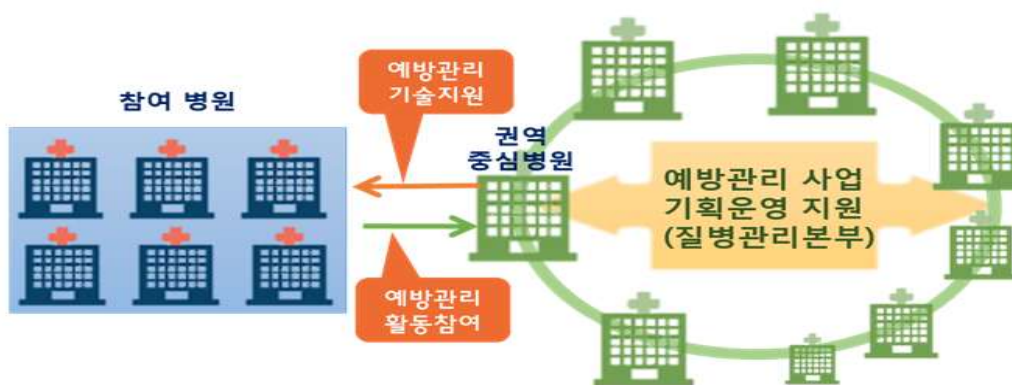 참여 병원
예방관리
기술지원
권역
중심병원
예방관리 사업
기획운영 지원
(질병관리본부)
예방관리
활동참여